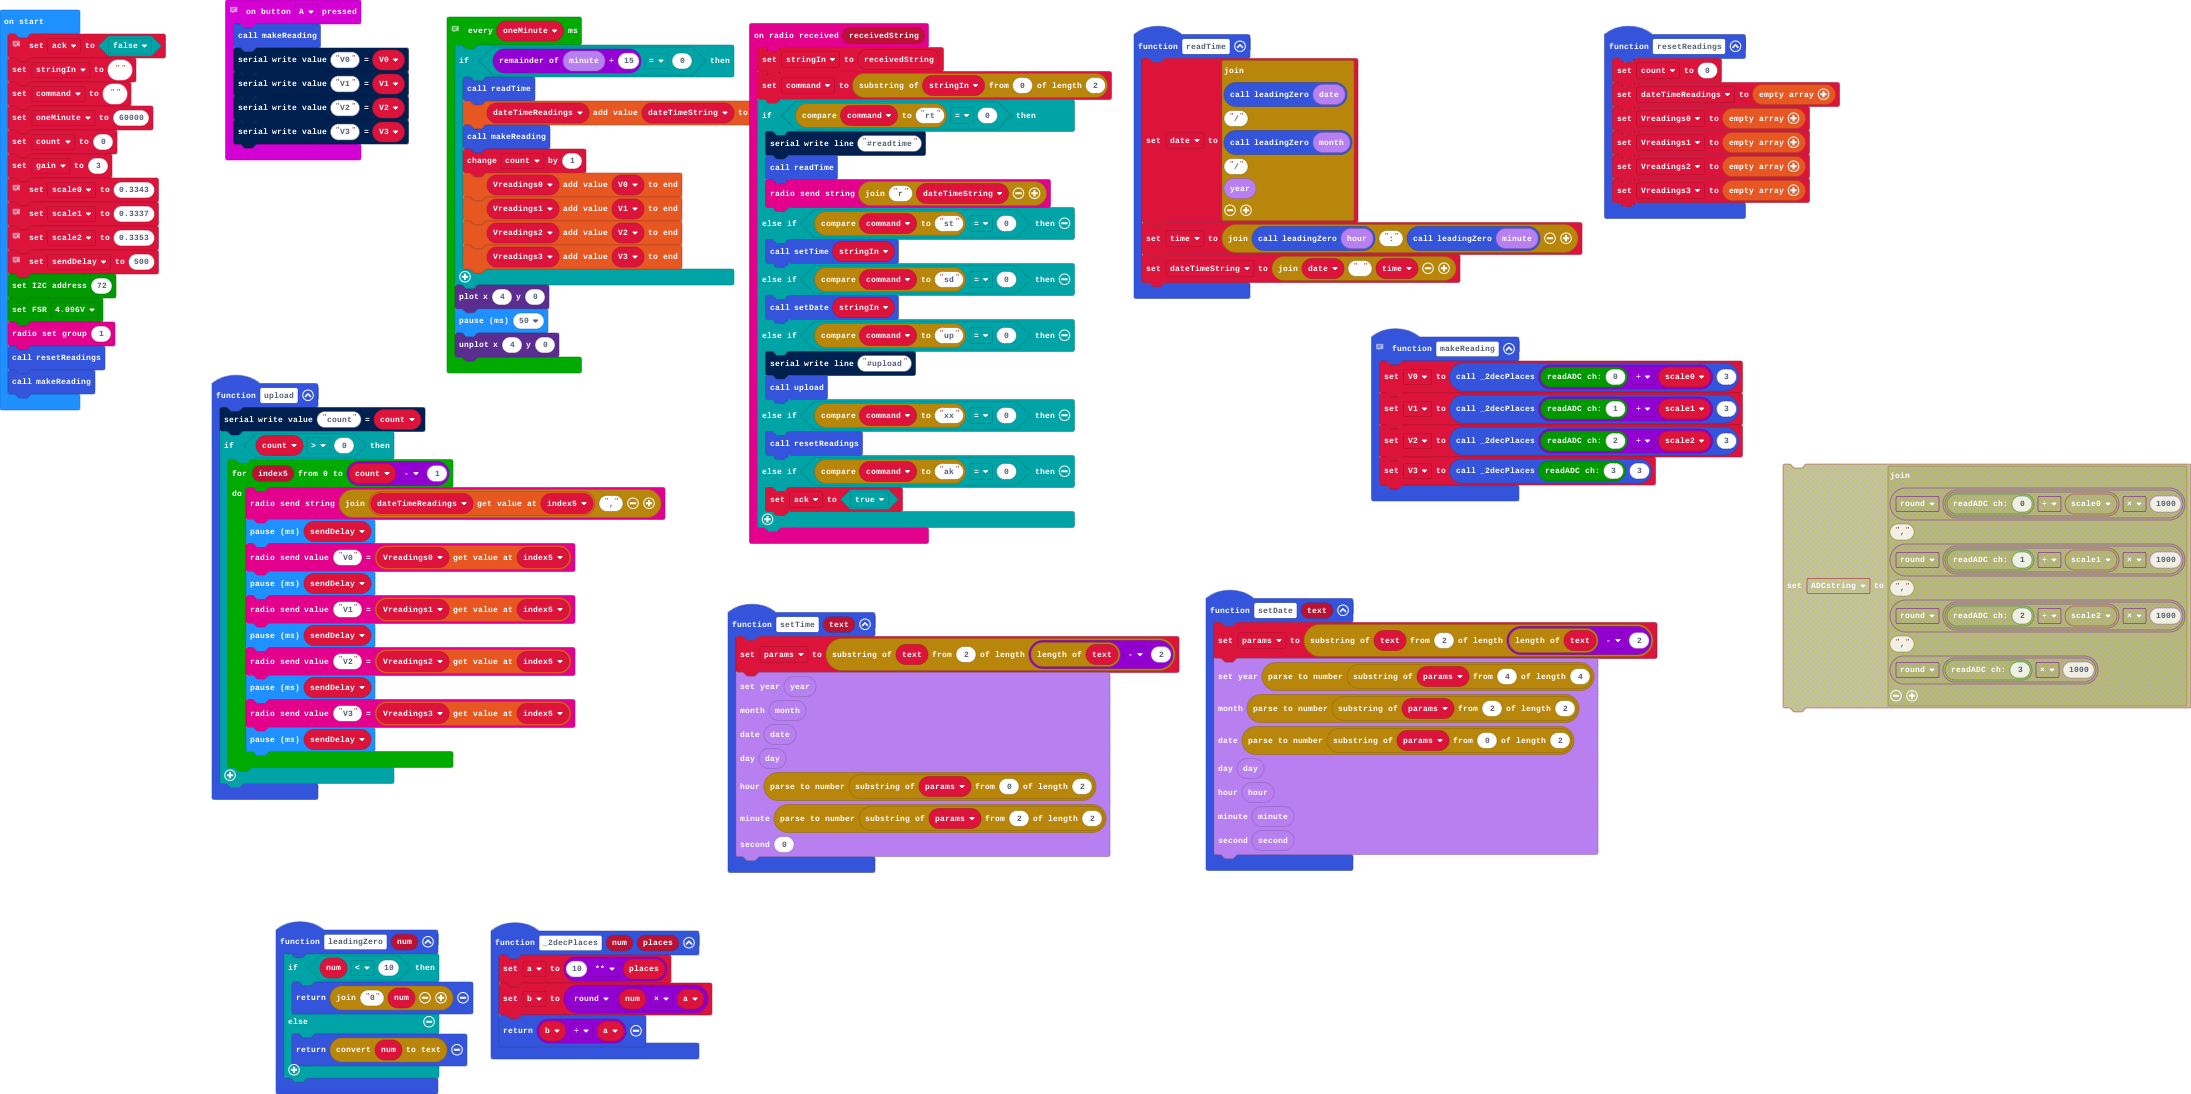 on start
set ack to false
set stringIn to " "
set command to " "
set oneMinute to 60000
set count to 0
set gain to 3
set scale0 to 0.3343
set scale1 to 0.3337
set scale2 to 0.3353
set sendDelay to 500
set I2C address 72
set FSR 4.096V
radio set group 1
call resetReadings
call makeReading
on button A pressed
call makeReading
serial write value "V0" = V0
serial write value "V1" = V1
serial write value "V2" = V2
serial write value "V3" = V3
every oneMinute ms
if remainder of minute ÷ 15 = 0 then
call readTime
dateTimeReadings add value dateTimeString to
call makeReading
change count by 1
Vreadings0 add value V0 to end
Vreadings1 add value V1 to end
Vreadings2 add value V2 to end
Vreadings3 add value V3 to end
plot x 4 y 0
pause (ms) 50
unplot x 4 y 0
on radio received receivedString
set stringIn to receivedString
set command to substring of stringIn from 0 of length 2
if compare command to "rt" = 0 then
serial write line "#readtime"
call readTime
radio send string join "r" dateTimeString
else if compare command to "st" = 0 then
call setTime stringIn
else if compare command to "sd" = 0 then
call setDate stringIn
else if compare command to "up" = 0 then
serial write line "#upload"
call upload
else if compare command to "xx" = 0 then
call resetReadings
else if compare command to "ak" = 0 then
set ack to true
function readTime
set date to join
call leadingZero date
"/"
call leadingZero month
"/"
year
set time to join call leadingZero hour ":" call leadingZero minute
set dateTimeString to join date " " time
function resetReadings
set count to 0
set dateTimeReadings to empty array
set Vreadings0 to empty array
set Vreadings1 to empty array
set Vreadings2 to empty array
set Vreadings3 to empty array
function makeReading
set V0 to call _2decPlaces readADC ch: 0 ÷ scale0 3
set V1 to call _2decPlaces readADC ch: 1 ÷ scale1 3
set V2 to call _2decPlaces readADC ch: 2 ÷ scale2 3
set V3 to call _2decPlaces readADC ch: 3 3
function upload
serial write value "count" = count
if count > 0 then
for index5 from 0 to count - 1
do
radio send string join dateTimeReadings get value at index5 ","
pause (ms) sendDelay
radio send value "V0" = Vreadings0 get value at index5
pause (ms) sendDelay
radio send value "V1" = Vreadings1 get value at index5
pause (ms) sendDelay
radio send value "V2" = Vreadings2 get value at index5
pause (ms) sendDelay
radio send value "V3" = Vreadings3 get value at index5
pause (ms) sendDelay
set ADCstring to join
round readADC ch: 0 ÷ scale0 × 1000
","
round readADC ch: 1 ÷ scale1 × 1000
","
round readADC ch: 2 ÷ scale2 × 1000
","
round readADC ch: 3 × 1000
function setTime text
set params to substring of text from 2 of length length of text - 2
set year year
month month
date date
day day
hour parse to number substring of params from 0 of length 2
minute parse to number substring of params from 2 of length 2
second 0
function setDate text
set params to substring of text from 2 of length length of text - 2
set year parse to number substring of params from 4 of length 4
month parse to number substring of params from 2 of length 2
date parse to number substring of params from 0 of length 2
day day
hour hour
minute minute
second second
function leadingZero num
if num < 10 then
return join "0" num
else
return convert num to text
function _2decPlaces num places
set a to 10 ** places
set b to round num × a
return b ÷ a